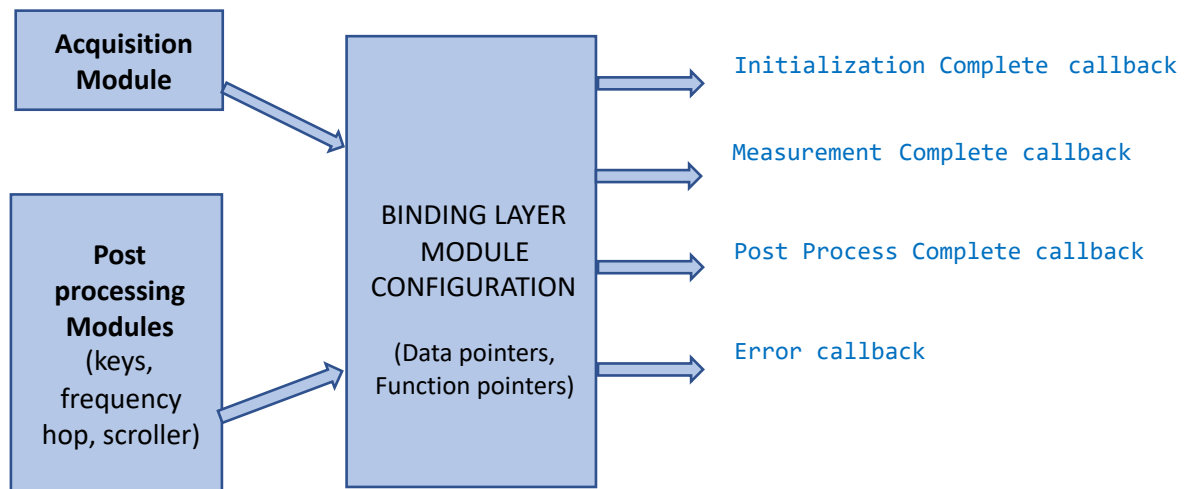 Acquisition
Module
Post
processing
Modules
(keys,
frequency
hop, scroller)
BINDING LAYER
MODULE
CONFIGURATION
(Data pointers,
Function pointers)
Initialization Complete callback
Measurement Complete callback
Post Process Complete callback
Error callback